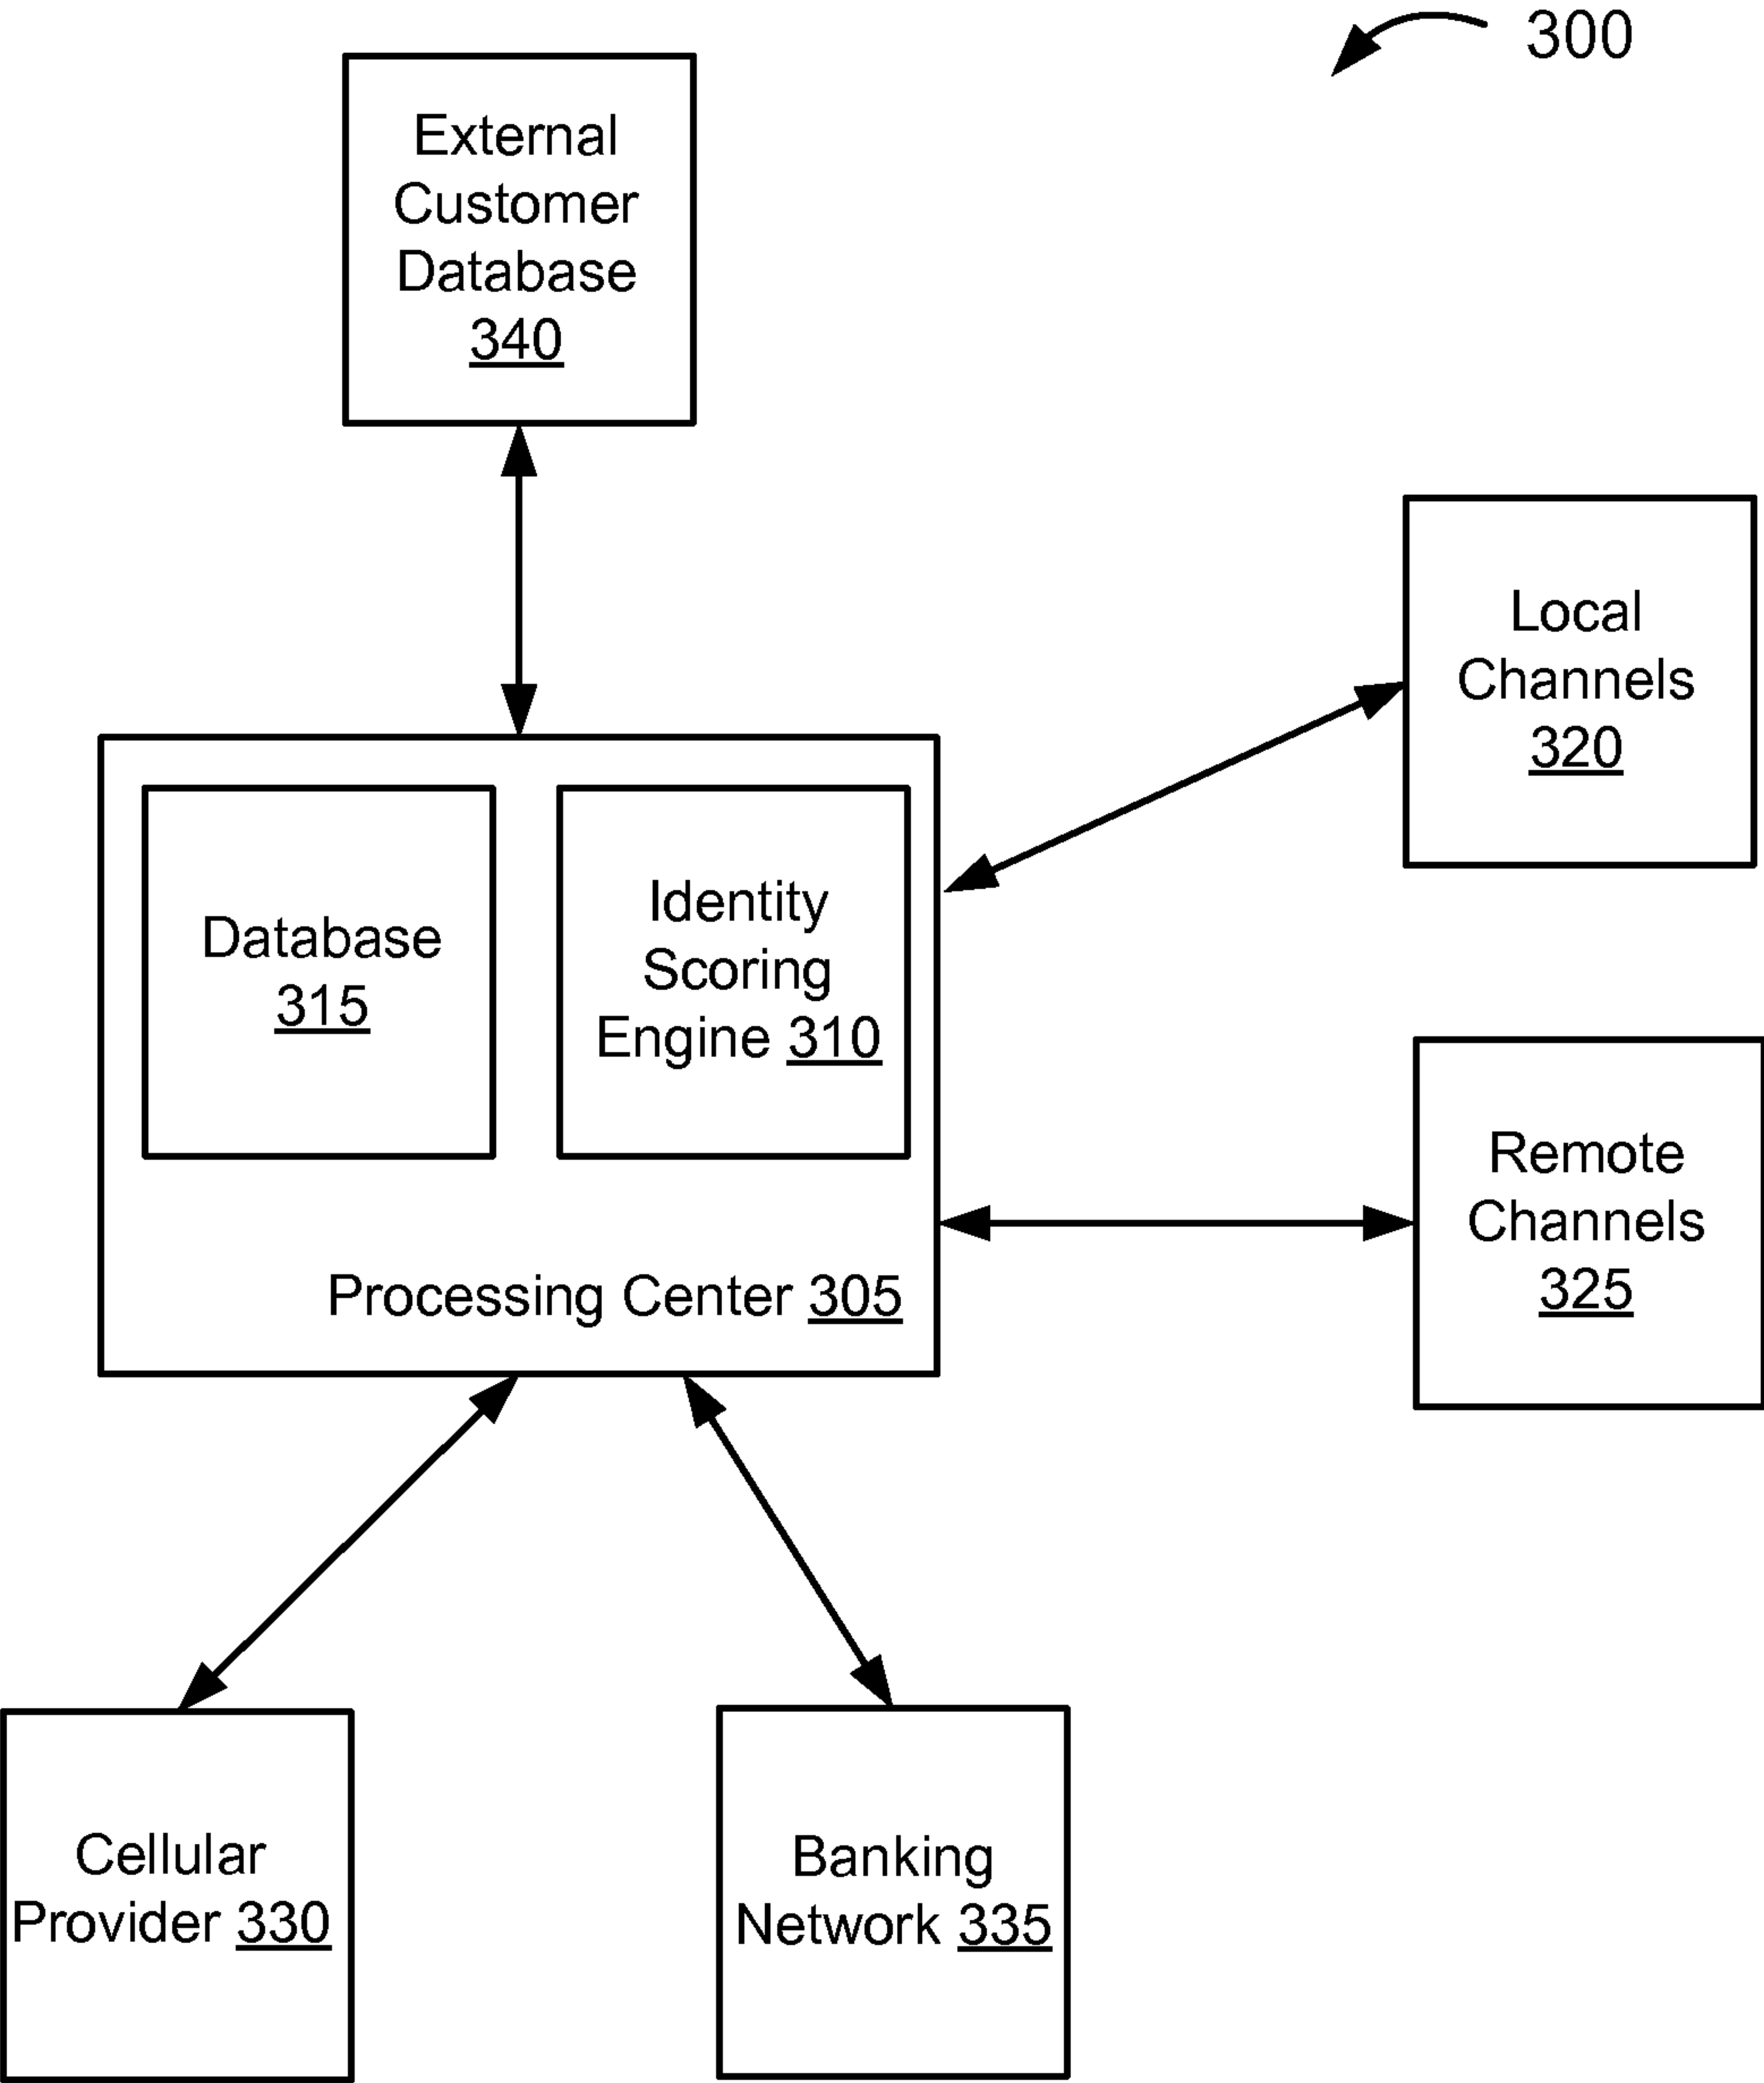 300
External
Customer
Database
340
Local
Channels
320
Database
315
Identity
Scoring
Engine 310
Remote
Channels
325
Processing Center 305
Cellular
Provider 330
Banking
Network 335